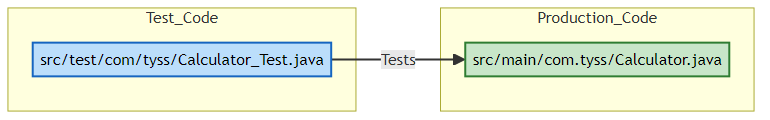 Test_Code
Production_Code
src/test/com/tyss/Calculator_Test.java
Tests
src/main/com.tyss/Calculator.java